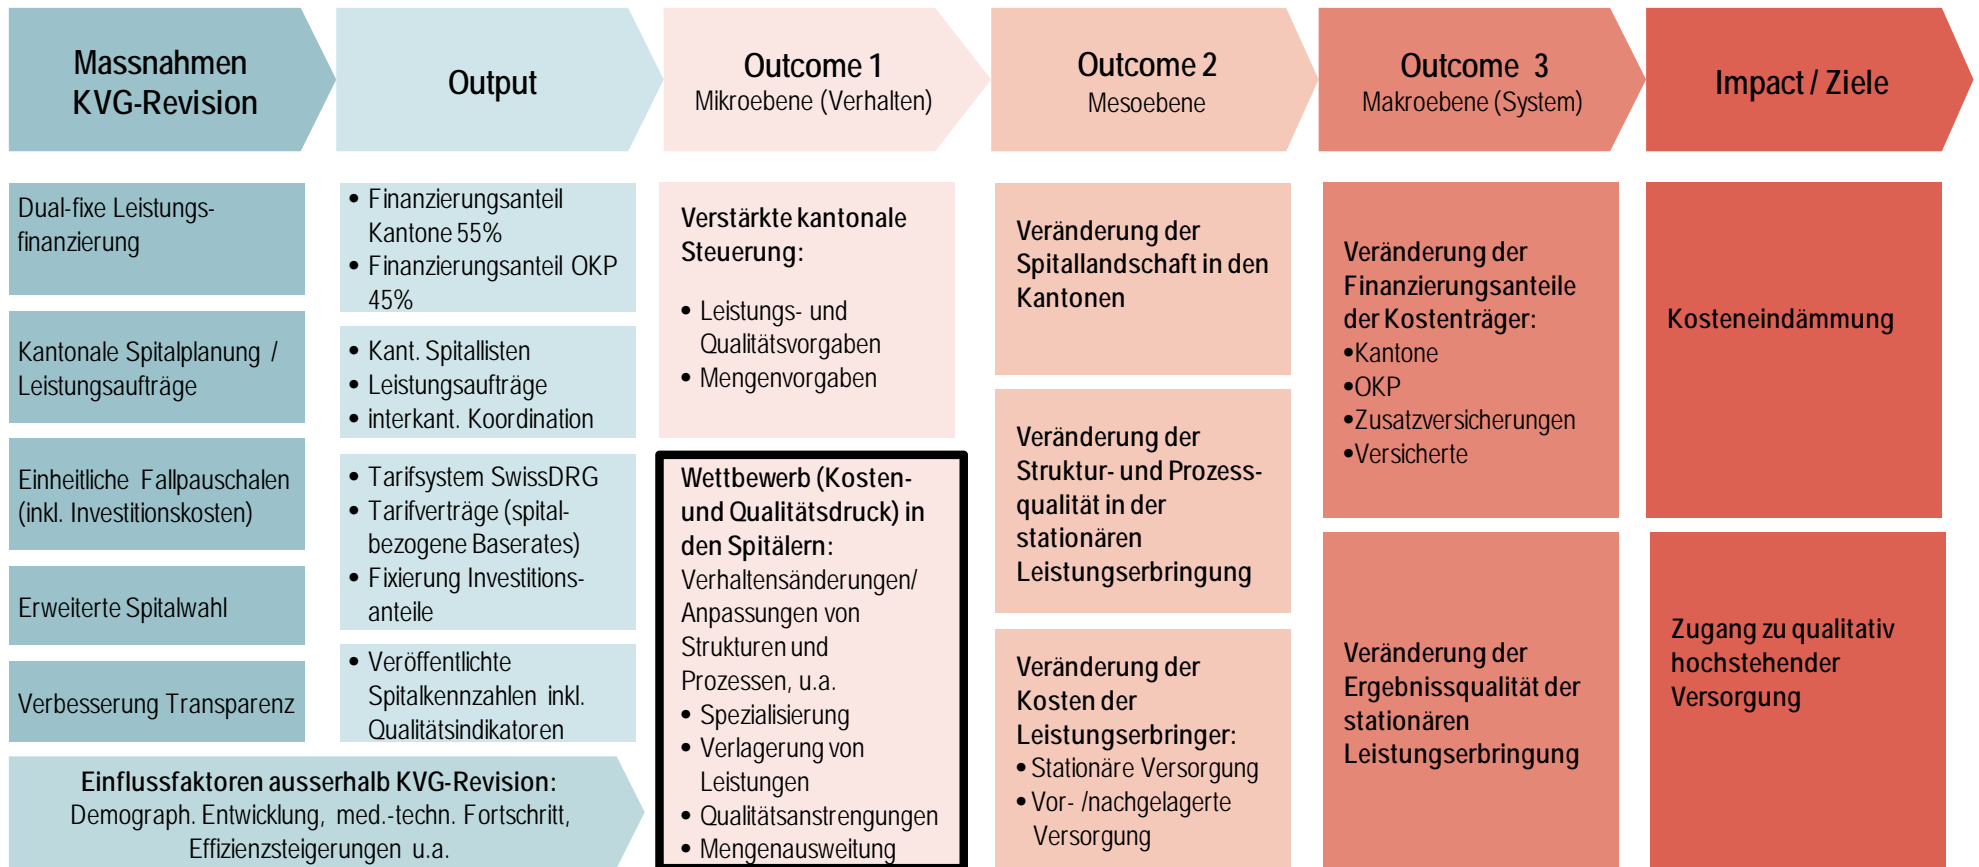 Massnahmen
KVG-Revision
Output
Outcome 1
Mikroebene (Verhalten)
Outcome 2
Mesoebene
Outcome 3
Makroebene (System)
Impact / Ziele
Dual-fixe Leistungs-
finanzierung
Kantonale Spitalplanung /
Leistungsaufträge
Einheitliche Fallpauschalen
(inkl. Investitionskosten)
Erweiterte Spitalwahl
Verbesserung Transparenz
• Finanzierungsanteil
Kantone 55%
• Finanzierungsanteil OKP
45%
• Kant. Spitallisten
• Leistungsaufträge
• interkant. Koordination
• Tarifsystem SwissDRG
• Tarifverträge (spital-
bezogene Baserates)
• Fixierung Investitions-
anteile
• Veröffentlichte
Spitalkennzahlen inkl.
Qualitätsindikatoren
Einflussfaktoren ausserhalb KVG-Revision:
Demograph. Entwicklung, med.-techn. Fortschritt,
Effizienzsteigerungen u.a.
Verstärkte kantonale
Steuerung:
• Leistungs- und
Qualitätsvorgaben
• Mengenvorgaben
Wettbewerb (Kosten-
und Qualitätsdruck) in
den Spitälern:
Verhaltensänderungen/
Anpassungen von
Strukturen und
Prozessen, u.a.
• Spezialisierung
• Verlagerung von
Leistungen
• Qualitätsanstrengungen
• Mengenausweitung
Veränderung der
Spitallandschaft in den
Kantonen
Veränderung der
Struktur- und Prozess-
qualität in der
stationären
Leistungserbringung
Veränderung der
Kosten der
Leistungserbringer:
• Stationäre Versorgung
• Vor- /nachgelagerte
Versorgung
Veränderung der
Finanzierungsanteile
der Kostenträger:
•Kantone
•OKP
•Zusatzversicherungen
•Versicherte
Veränderung der
Ergebnissqualität der
stationären
Leistungserbringung
Kosteneindämmung
Zugang zu qualitativ
hochstehender
Versorgung